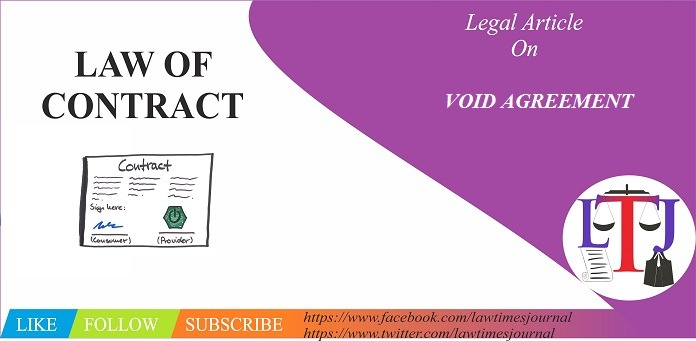 LAW OF
CONTRACT
Legal Article
On
VOID AGREEMENT
Contract
Sign here:
(Consumer) (Provider)
LTJ
LIKE FOLLOW SUBSCRIBE
https://www.facebook.com/lawtimesjournal
https://www.twitter.com/lawtimesjournal